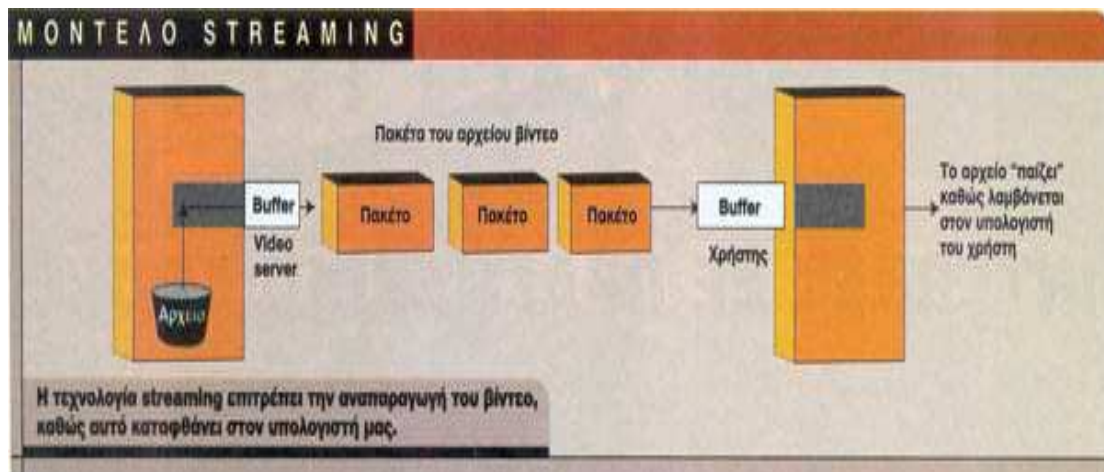 ΜΟΝΤΕΛΟ STREAMING
Πακέτα του αρχείου βίντεο
Buffer
Πακέτο
Πακέτο
Πακέτο
Buffer
Video
server
Χρήστης
Αρχείο
Το αρχείο "παίζει"
καθώς λαμβάνεται
στον υπολογιστή
του χρήστη
Η τεχνολογία streaming επιτρέπει την αναπαραγωγή του βίντεο,
καθώς αυτό καταφθάνει στον υπολογιστή μας.